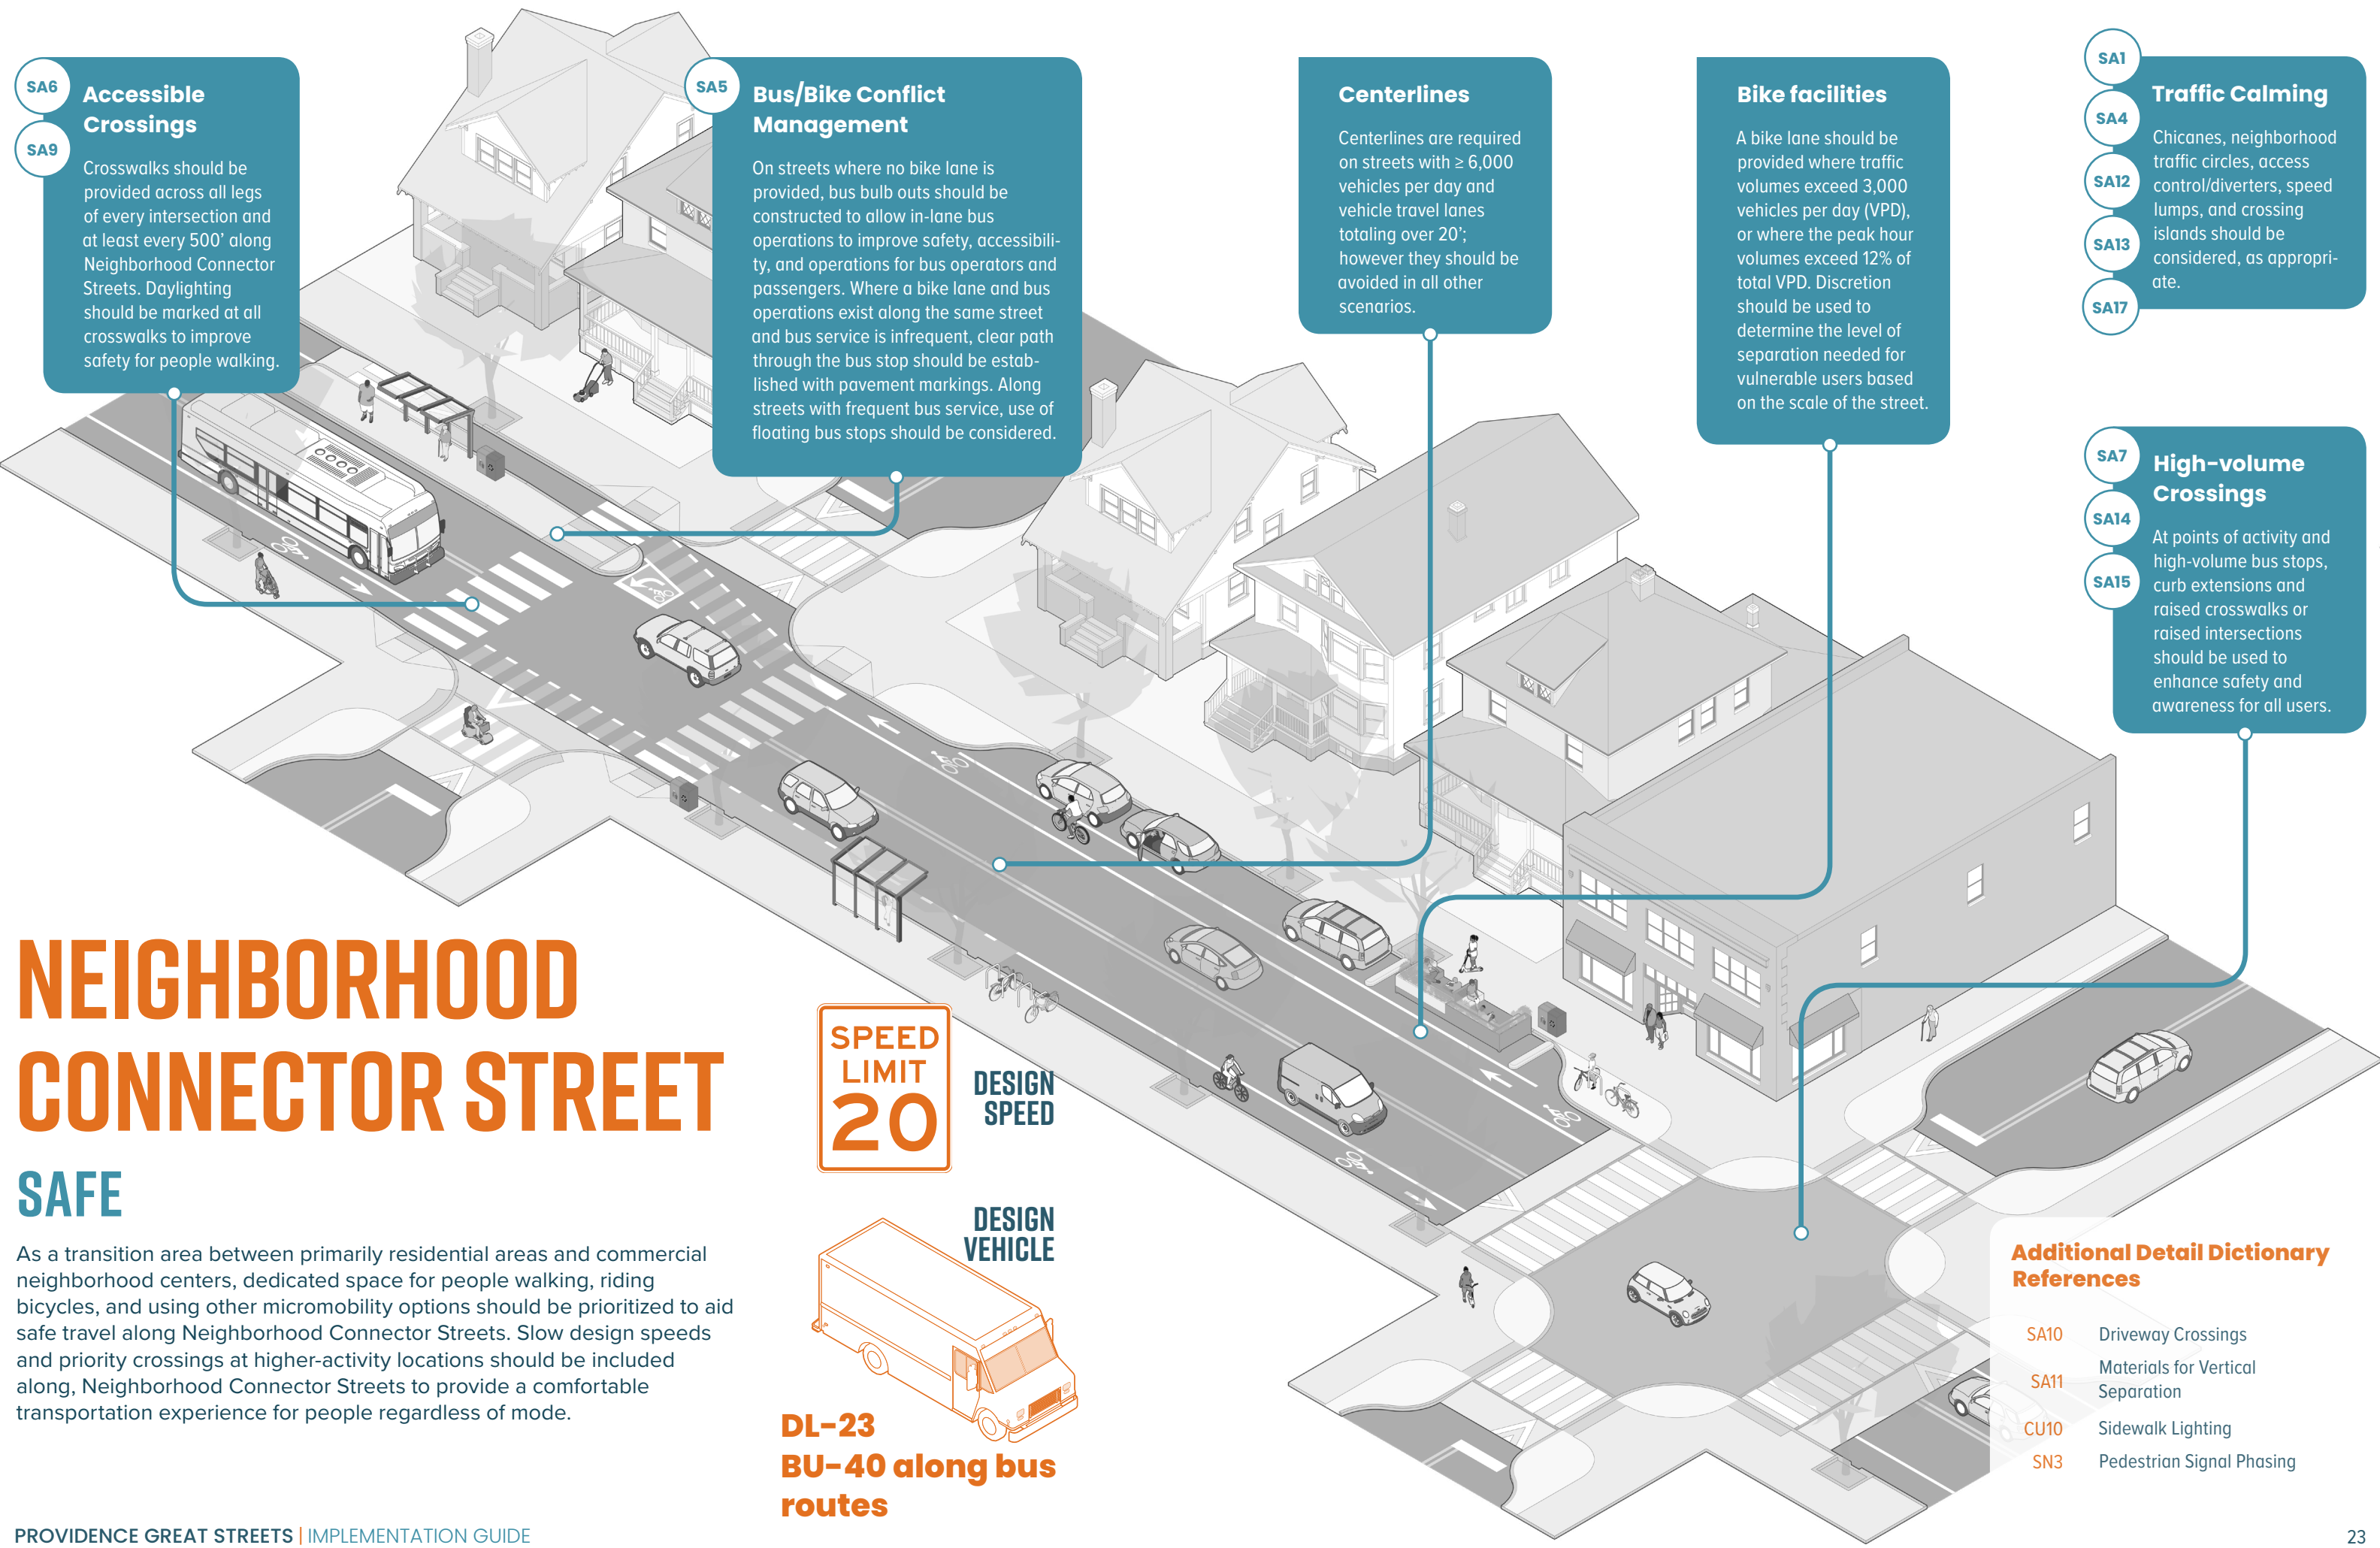 SA6
SA9
Accessible
Crossings
Crosswalks should be
provided across all legs
of every intersection and
at least every 500’ along
Neighborhood Connector
Streets. Daylighting
should be marked at all
crosswalks to improve
safety for people walking.
SA5
Bus/Bike Conflict
Management
On streets where no bike lane is
provided, bus bulb outs should be
constructed to allow in-lane bus
operations to improve safety, accessibili-
ty, and operations for bus operators and
passengers. Where a bike lane and bus
operations exist along the same street
and bus service is infrequent, clear path
through the bus stop should be estab-
lished with pavement markings. Along
streets with frequent bus service, use of
floating bus stops should be considered.
Centerlines
Centerlines are required
on streets with ≥ 6,000
vehicles per day and
vehicle travel lanes
totaling over 20’;
however they should be
avoided in all other
scenarios.
Bike facilities
A bike lane should be
provided where traffic
volumes exceed 3,000
vehicles per day (VPD),
or where the peak hour
volumes exceed 12% of
total VPD. Discretion
should be used to
determine the level of
separation needed for
vulnerable users based
on the scale of the street.
SA1
SA4
SA12
SA13
SA17
Traffic Calming
Chicanes, neighborhood
traffic circles, access
control/diverters, speed
lumps, and crossing
islands should be
considered, as appropri-
ate.
SA7
SA14
SA15
High-volume
Crossings
At points of activity and
high-volume bus stops,
curb extensions and
raised crosswalks or
raised intersections
should be used to
enhance safety and
awareness for all users.
NEIGHBORHOOD
CONNECTOR STREET
SAFE
As a transition area between primarily residential areas and commercial
neighborhood centers, dedicated space for people walking, riding
bicycles, and using other micromobility options should be prioritized to aid
safe travel along Neighborhood Connector Streets. Slow design speeds
and priority crossings at higher-activity locations should be included
along, Neighborhood Connector Streets to provide a comfortable
transportation experience for people regardless of mode.
SPEED
LIMIT
20
DESIGN
SPEED
DESIGN
VEHICLE
DL-23
BU-40 along bus
routes
Additional Detail Dictionary
References
SA10 Driveway Crossings
SA11 Materials for Vertical
Separation
CU10 Sidewalk Lighting
SN3 Pedestrian Signal Phasing
PROVIDENCE GREAT STREETS | IMPLEMENTATION GUIDE
23